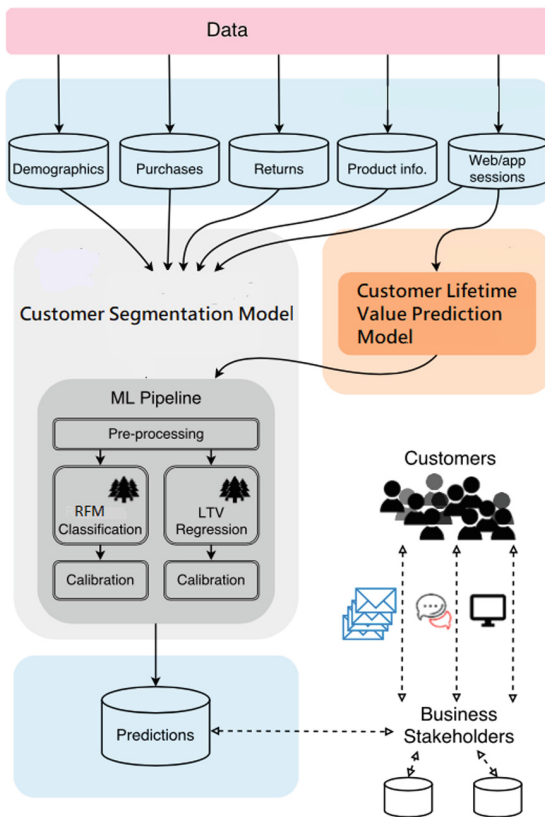 Data
Demographics
Purchases
Returns
Product info.
Web/app
sessions
Customer Segmentation Model
Customer Lifetime
Value Prediction
Model
ML Pipeline
Pre-processing
RFM
Classification
LTV
Regression
Calibration
Calibration
Customers
Predictions
Business
Stakeholders